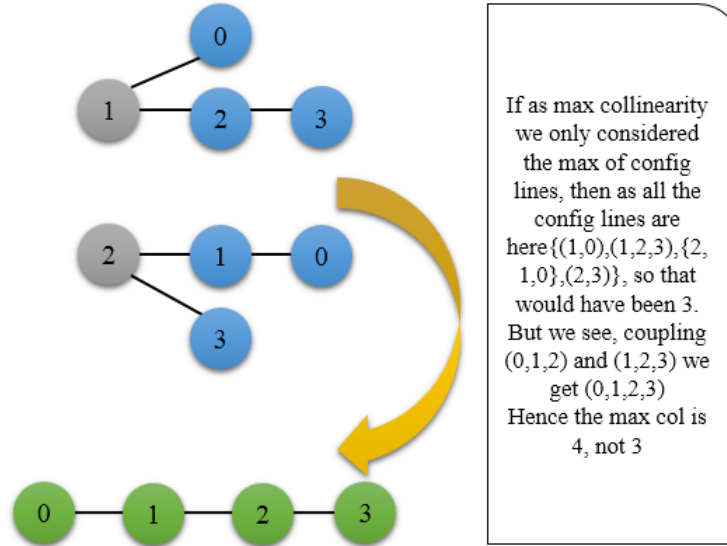 0
1
2
3
2
1
0
3
0
1
2
3
If as max collinearity
we only considered
the max of config
lines, then as all the
config lines are
here{(1,0),(1,2,3),{2,
1,0},(2,3)}, so that
would have been 3.
But we see, coupling
(0,1,2) and (1,2,3) we
get (0,1,2,3)
Hence the max col is
4, not 3